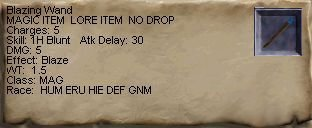 Blazing Wand
MAGIC ITEM LORE ITEM NO DROP
Charges: 5
Skill: 1H Blunt Atk Delay: 30
DMG: 5
Effect: Blaze
WT: 1.5
Class: MAG
Race: HUM ERU HIE DEF GNM